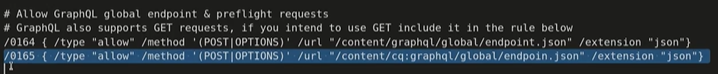 # Allow GraphQL global endpoint & preflight requests
# GraphQL also supports GET requests, if you intend to use GET include it in the rule below
/0164 { /type "allow" /method '(POST|OPTIONS)' /url "/content/graphql/global/endpoint.json" /extension "json"}
/0165 { /type "allow" /method '(POST|OPTIONS)' /url "/content/cq:graphql/global/endpoin.json" /extension "json"}